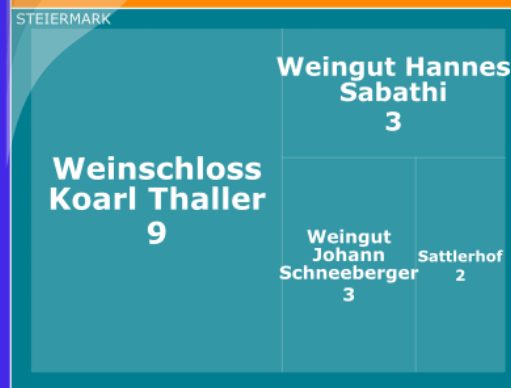 STEIERMARK
Weinschloss
Koarl Thaller
9
Weingut Hannes
Sabathi
3
Weingut
Johann
Schneeberger
3
Sattlerhof
2